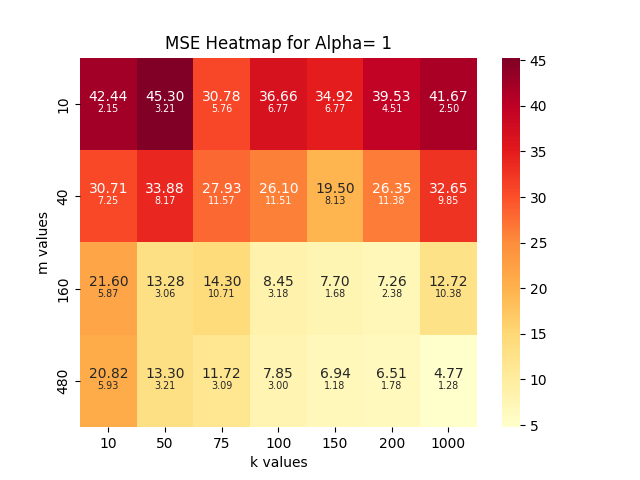 MSE Heatmap for Alpha= 1
45
10
42.44 45.30 30.78 36.66 34.92 39.53 41.67
2.15 3.21 5.76 6.77 6.77 4.51 2.50
40
35
40
30.71 33.88 27.93 26.10 19.50 26.35 32.65
7.25 8.17 11.57 11.51 8.13 11.38 9.85
30
m values
25
160
21.60 13.28 14.30 8.45 7.70 7.26 12.72
5.87 3.06 10.71 3.18 1.68 2.38 10.38
20
15
480
20.82 13.30 11.72 7.85 6.94 6.51 4.77
5.93 3.21 3.09 3.00 1.18 1.78 1.28
10
5
10 50 75 100 150 200 1000
k values